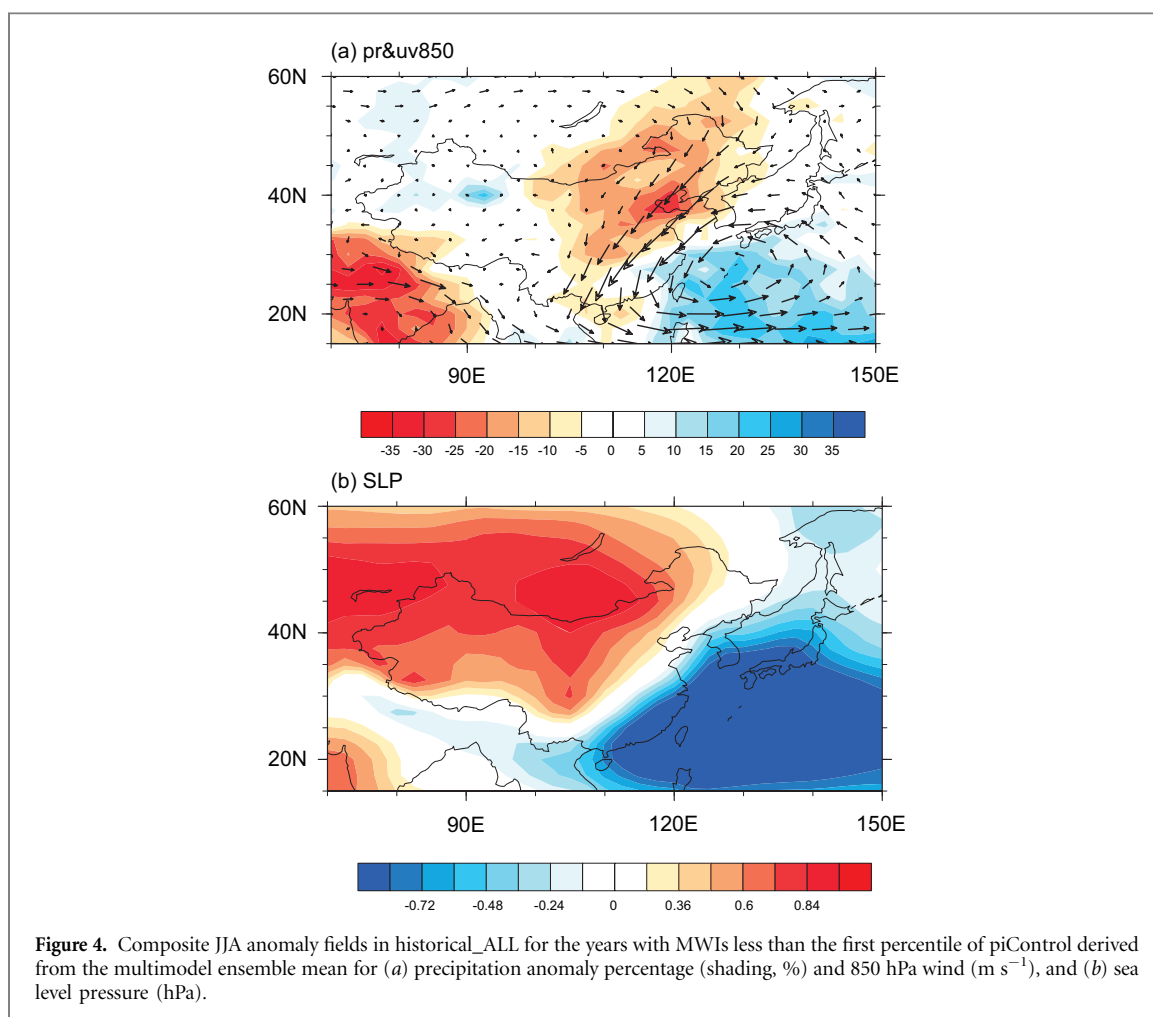 (a) pr&uv850
60N
40N
20N
90E 120E 150E
-35 -30 -25 -20 -15 -10 -5 0 5 10 15 20 25 30 35
(b) SLP
60N
40N
20N
90E 120E 150E
-0.72 -0.48 -0.24 0 0.36 0.6 0.84
Figure 4. Composite JJA anomaly fields in historical_ALL for the years with MWIs less than the first percentile of piControl derived
from the multimodel ensemble mean for (a) precipitation anomaly percentage (shading, %) and 850 hPa wind (m s⁻¹), and (b) sea
level pressure (hPa).